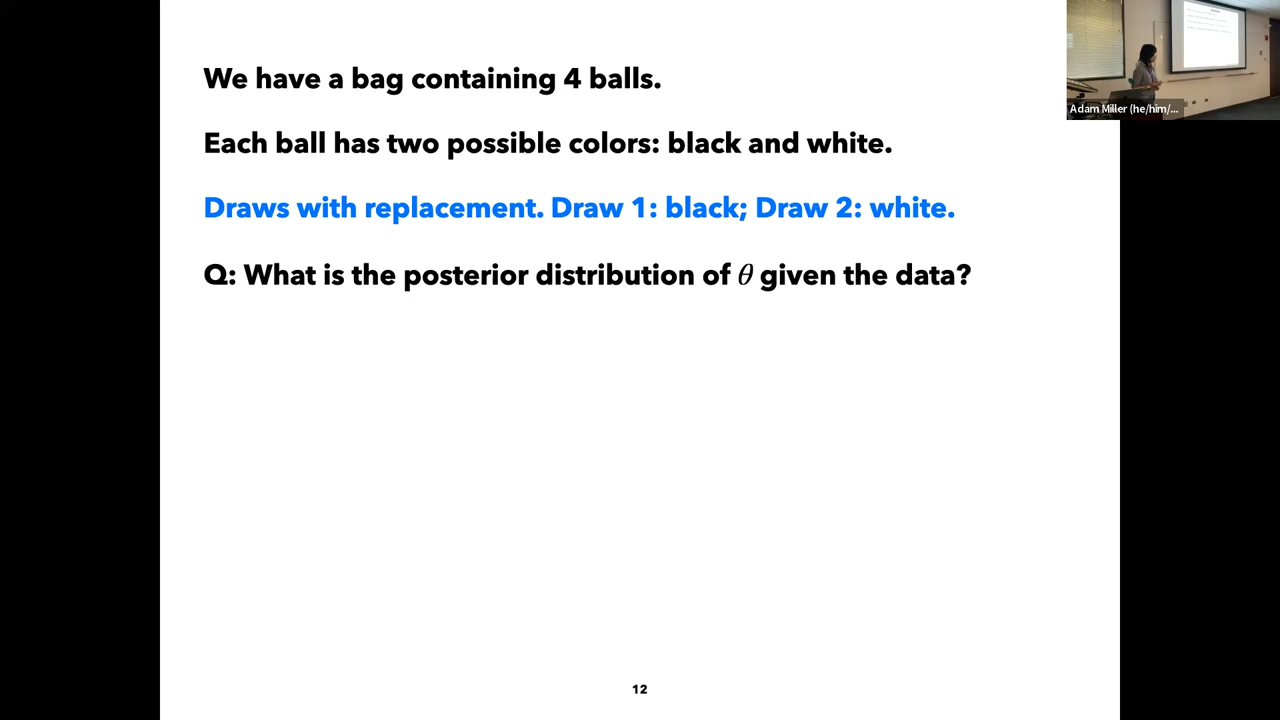 We have a bag containing 4 balls.
Each ball has two possible colors: black and white.
Draws with replacement. Draw 1: black; Draw 2: white.
Q: What is the posterior distribution of θ given the data?
12
Adam Miller (he/him/...